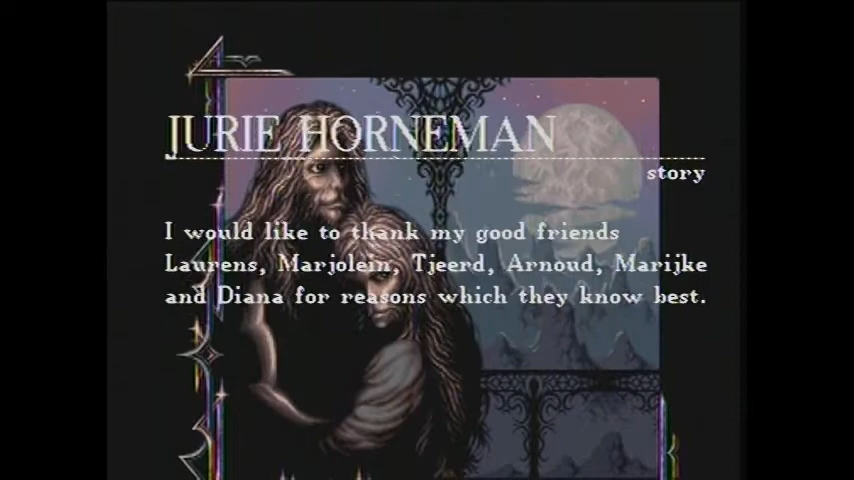 JURIE HORNEMAN
story
I would like to thank my good friends
Laurens, Marjolein, Tjeerd, Arnoud, Marijke
and Diana for reasons which they know best.